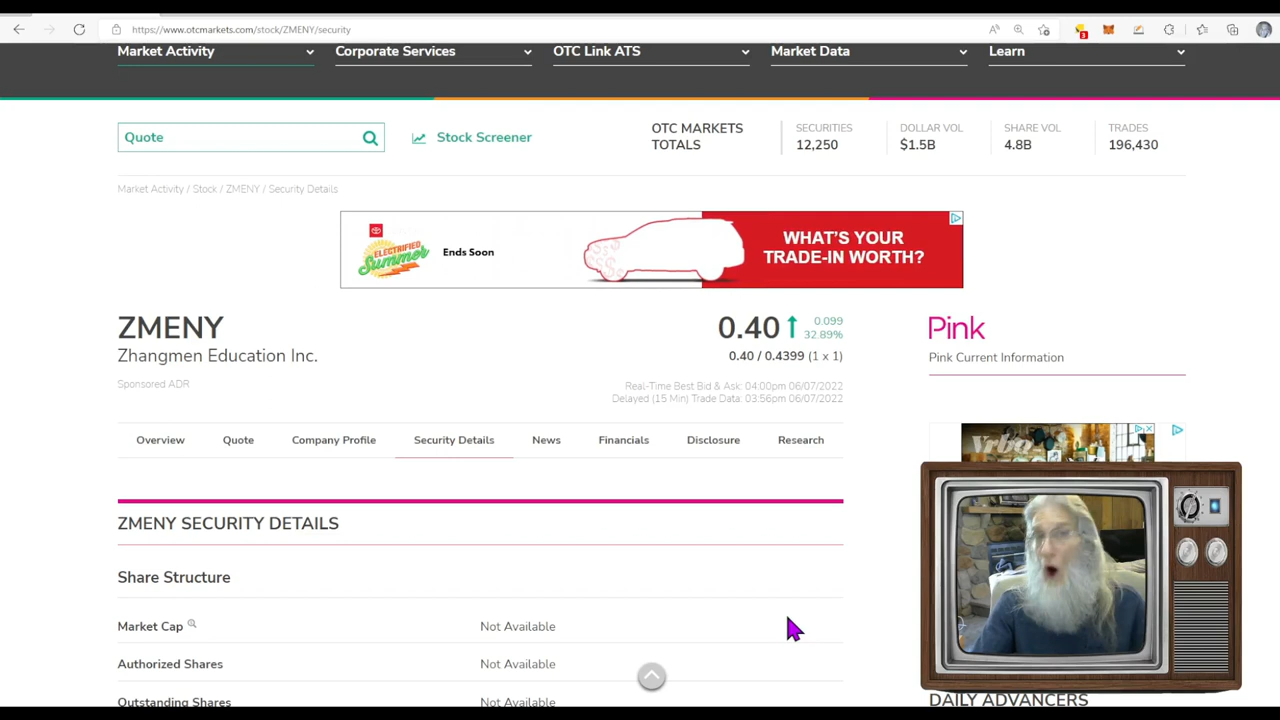 https://www.otcmarkets.com/stock/ZMENY/security
3
Market Activity
Corporate Services
OTC Link ATS
Market Data
Learn
Quote
Stock Screener
OTC MARKETS
TOTALS
SECURITIES
12,250
DOLLAR VOL
$1.5B
SHARE VOL
4.8B
TRADES
196,430
Market Activity / Stock / ZMENY / Security Details
ELECTRIFIED
Summer
Ends Soon
WHAT'S YOUR
TRADE-IN WORTH?
ZMENY
Zhangmen Education Inc.
Sponsored ADR
0.40
0.099
32.89%
0.40 / 0.4399 (1 x 1)
Real-Time Best Bid & Ask: 04:00pm 06/07/2022
Delayed (15 Min) Trade Data: 03:56pm 06/07/2022
Pink
Pink Current Information
Overview
Quote
Company Profile
Security Details
News
Financials
Disclosure
Research
Vrbo
ZMENY SECURITY DETAILS
Share Structure
Market Cap
Not Available
Authorized Shares
Not Available
Outstanding Shares
Not Available
DAILY ADVANCERS